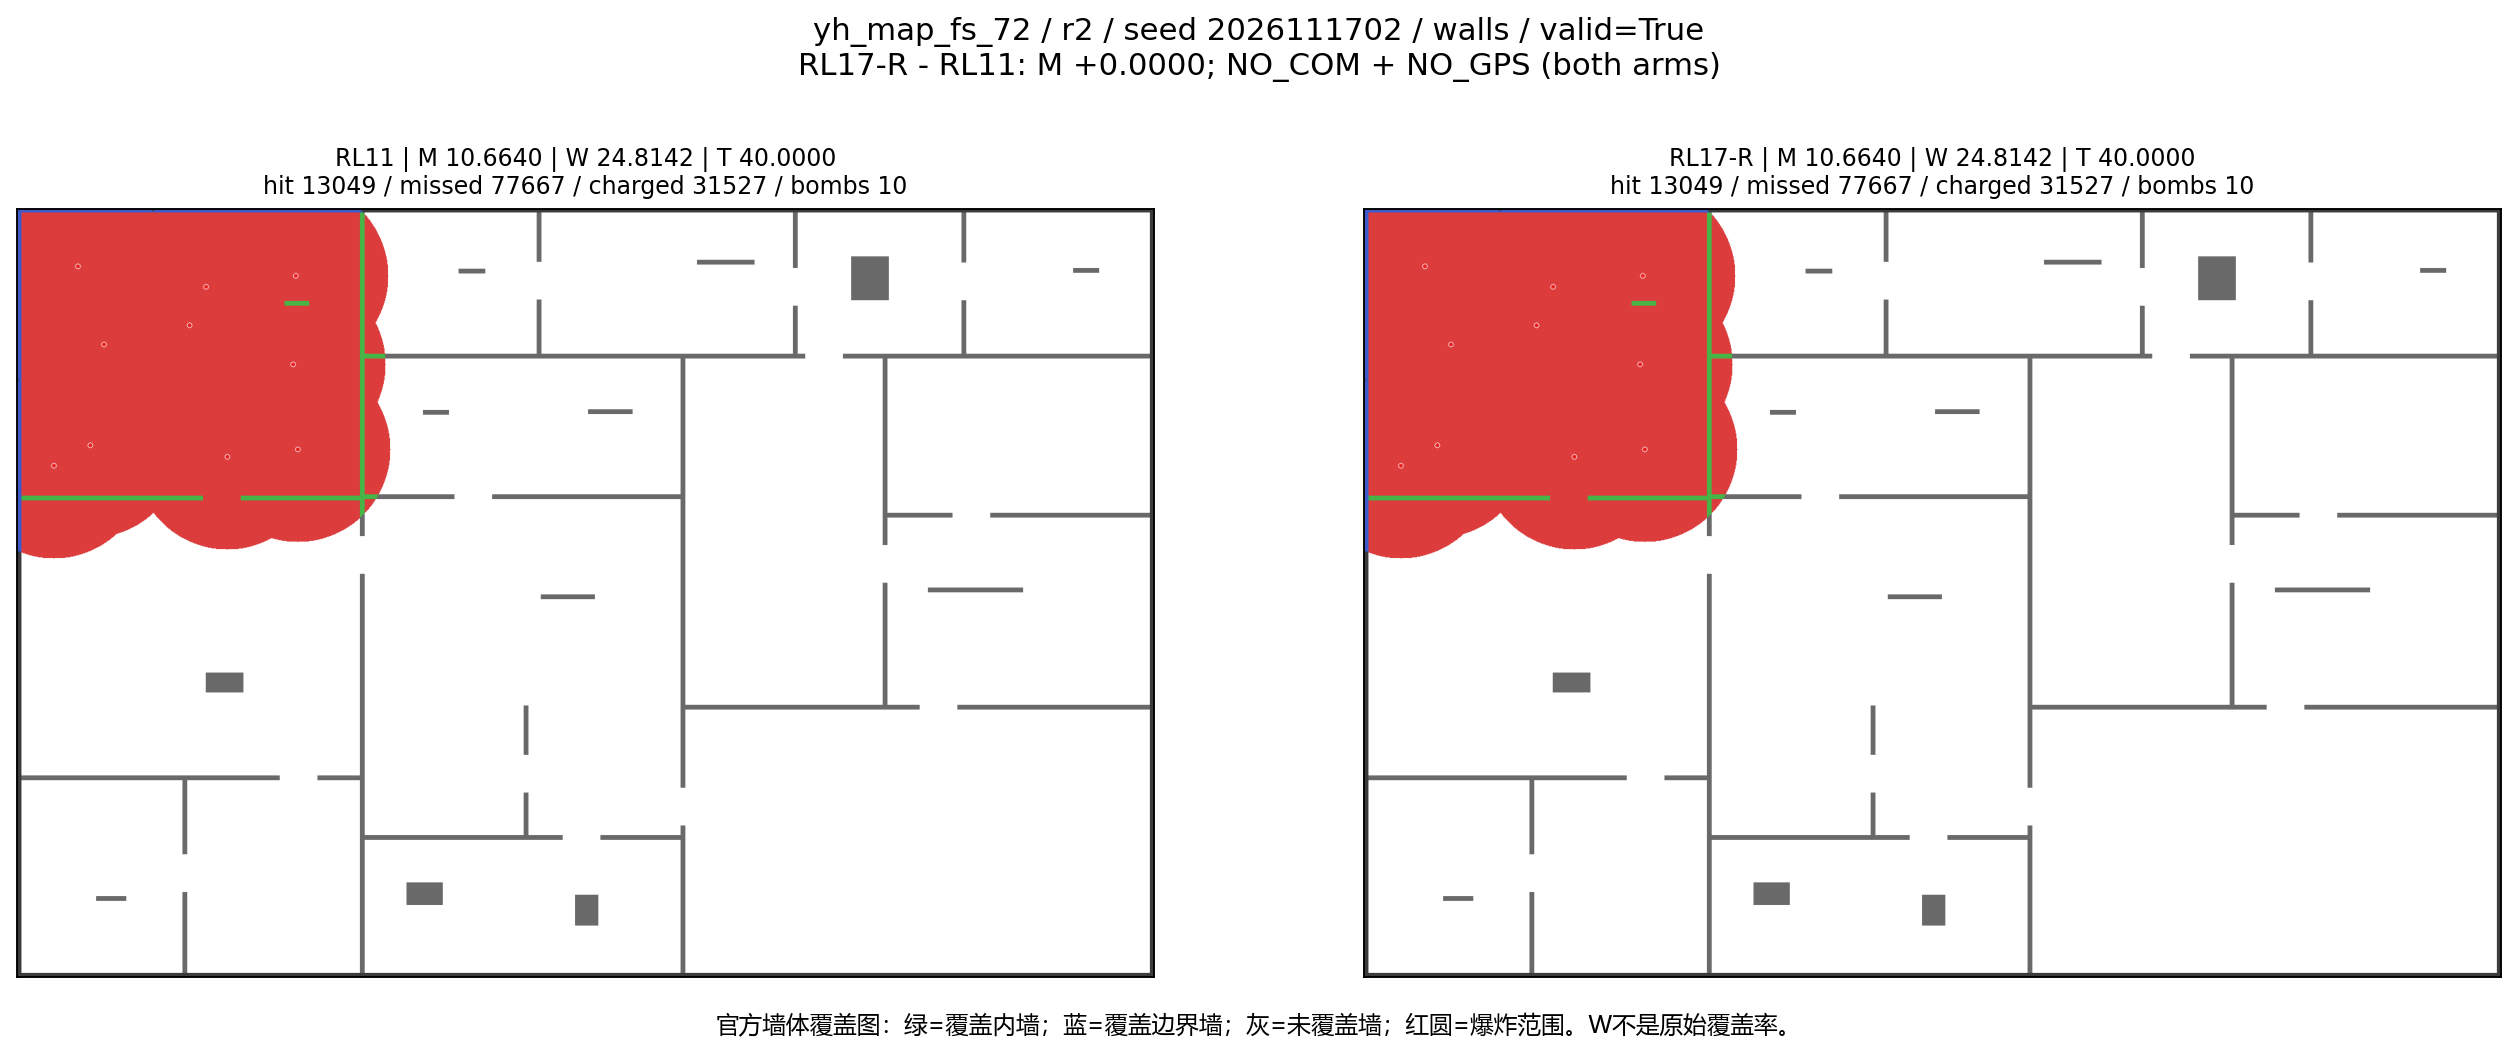 yh_map_fs_72 / r2 / seed 2026111702 / walls / valid=True
RL17-R - RL11: M +0.0000; NO_COM + NO_GPS (both arms)
RL11 | M 10.6640 | W 24.8142 | T 40.0000
hit 13049 / missed 77667 / charged 31527 / bombs 10
RL17-R | M 10.6640 | W 24.8142 | T 40.0000
hit 13049 / missed 77667 / charged 31527 / bombs 10
官方墙体覆盖图：绿=覆盖内墙；蓝=覆盖边界墙；灰=未覆盖墙；红圆=爆炸范围。W不是原始覆盖率。